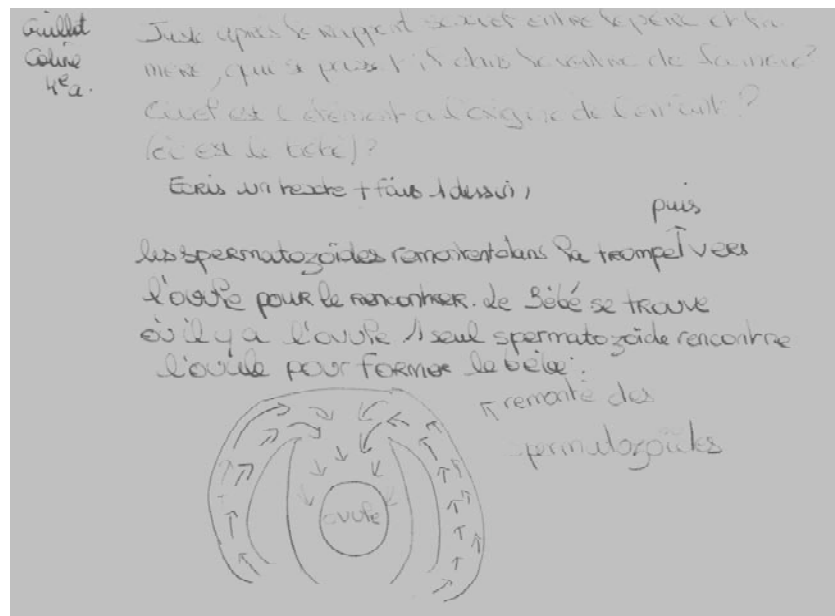 Guillet
Coline
4e a.
Juste après le rapport sexuel entre le père et la
mère, que se passe t'il dans le ventre de la mère?
Quel est l'élément à l'origine de l'enfant?
(ci est le bébé)?
Ecris un texte + fais 1 dessin,
puis
les spermatozoïdes remontent dans la trompe ↑ vers
l'ovule pour le rencontrer. Le Bébé se trouve
où il y a l'ovule 1 seul spermatozoïde rencontre
l'ovule pour former le bébé.
↑ remonté des
spermatozoïdes
ovule